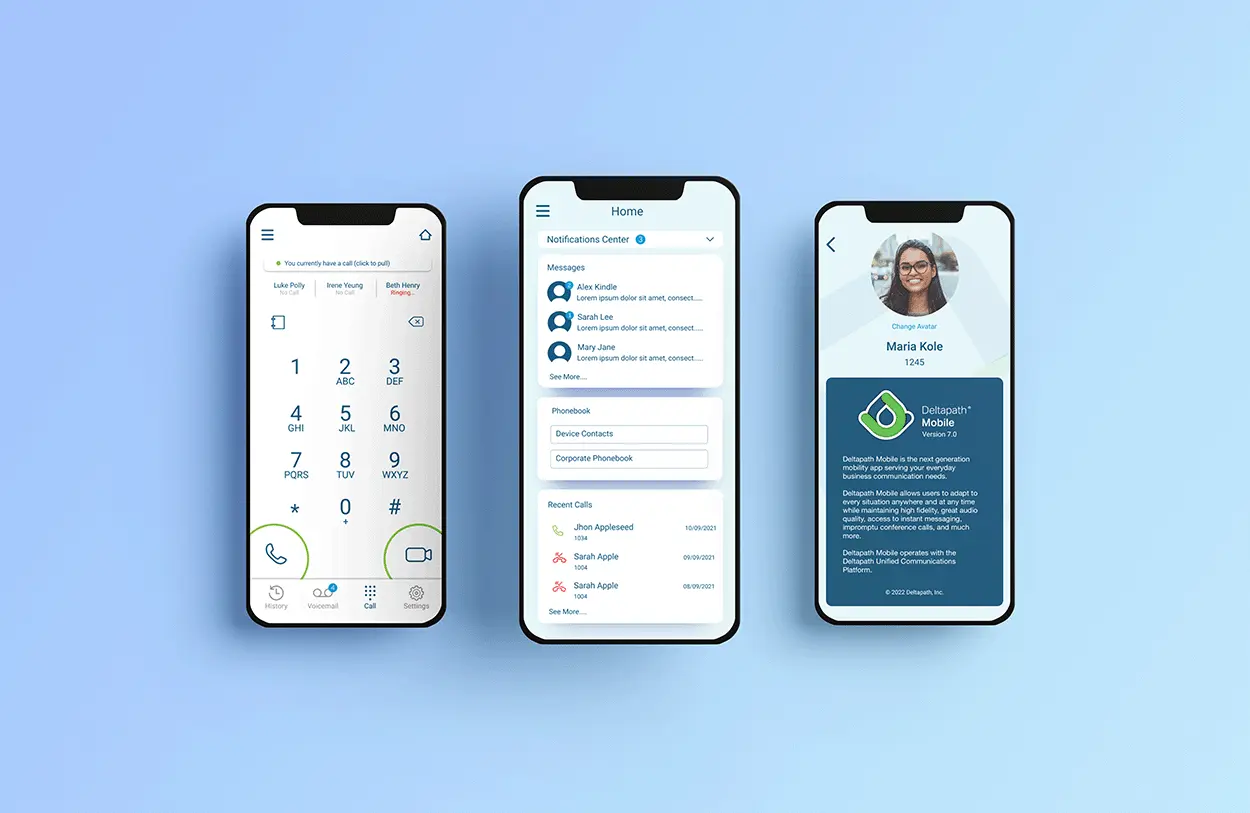 You currently have a call (click to pull)
Luke Polly
No Call
Irene Yeung
No Call
Beth Henry
Ringing...
1
2
ABC
3
DEF
4
GHI
5
JKL
6
MNO
7
PQRS
8
TUV
9
WXYZ
*
0
+
#
History
Voicemail
4
Call
Settings
Home
Notifications Center 3
Messages
Alex Kindle
Lorem ipsum dolor sit amet, consect.....
Sarah Lee
Lorem ipsum dolor sit amet, consect.....
Mary Jane
Lorem ipsum dolor sit amet, consect.....
See More....
Phonebook
Device Contacts
Corporate Phonebook
Recent Calls
Jhon Appleseed 10/09/2021
1034
Sarah Apple 09/09/2021
1004
Sarah Apple 08/09/2021
1004
See More....
Change Avatar
Maria Kole
1245
Deltapath®
Mobile
Version 7.0
Deltapath Mobile is the next generation
mobility app serving your everyday
business communication needs.
Deltapath Mobile allows users to adapt to
every situation anywhere and at any time
while maintaining high fidelity, great audio
quality, access to instant messaging,
impromptu conference calls, and much
more.
Deltapath Mobile operates with the
Deltapath Unified Communications
Platform.
© 2022 Deltapath, Inc.